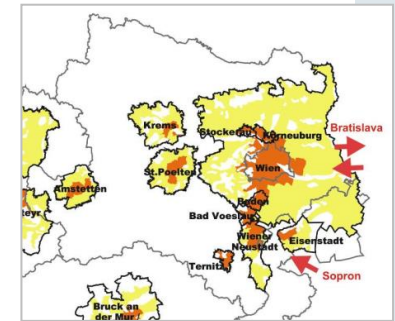 Krems
Stockerau
Korneuburg
Bratislava
St.Poelten
Wien
Amstetten
Baden
Bad Voeslau
Wiener
Neustadt
Eisenstadt
Ternitz
Sopron
Bruck an
der Mur